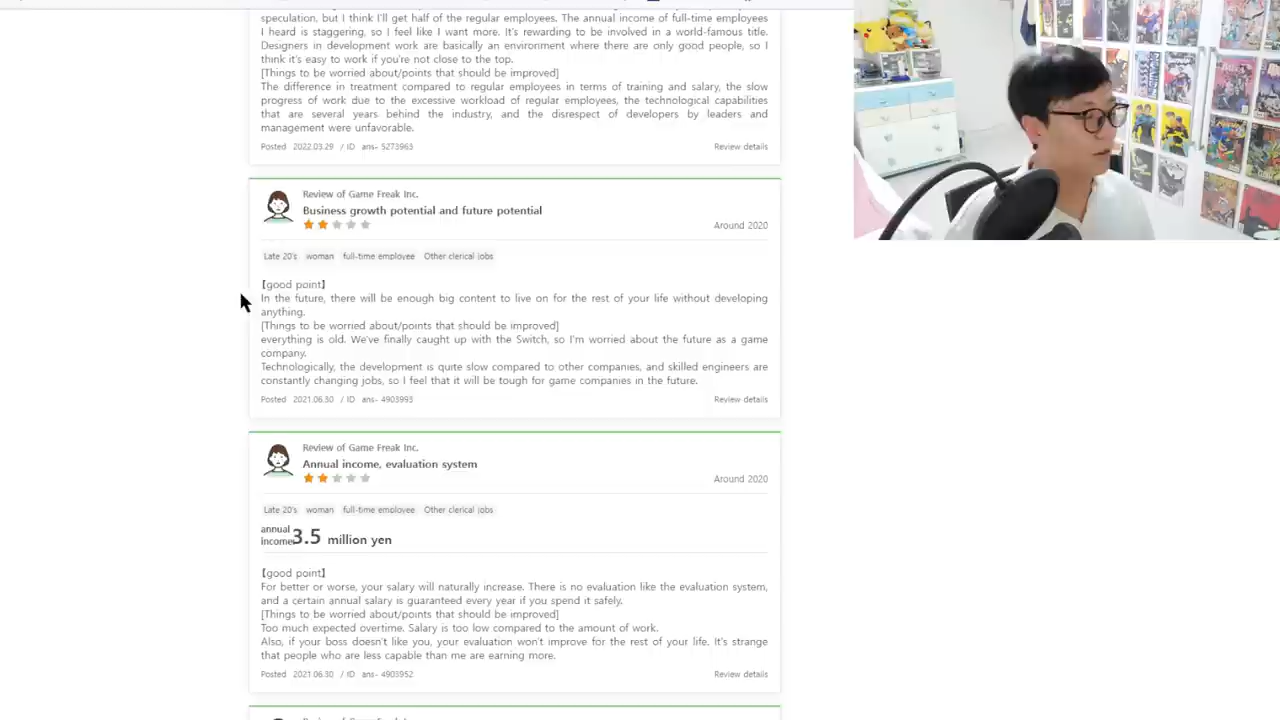 speculation, but I think I'll get half of the regular employees. The annual income of full-time employees
I heard is staggering, so I feel like I want more. It's rewarding to be involved in a world-famous title.
Designers in development work are basically an environment where there are only good people, so I
think it's easy to work if you're not close to the top.
[Things to be worried about/points that should be improved]
The difference in treatment compared to regular employees in terms of training and salary, the slow
progress of work due to the excessive workload of regular employees, the technological capabilities
that are several years behind the industry, and the disrespect of developers by leaders and
management were unfavorable.
Posted 2022.03.29 / ID ans- 5273963 Review details
Review of Game Freak Inc.
Business growth potential and future potential
Around 2020
Late 20's woman full-time employee Other clerical jobs
【good point】
In the future, there will be enough big content to live on for the rest of your life without developing
anything.
[Things to be worried about/points that should be improved]
everything is old. We've finally caught up with the Switch, so I'm worried about the future as a game
company.
Technologically, the development is quite slow compared to other companies, and skilled engineers are
constantly changing jobs, so I feel that it will be tough for game companies in the future.
Posted 2021.06.30 / ID ans- 4903993 Review details
Review of Game Freak Inc.
Annual income, evaluation system
Around 2020
Late 20's woman full-time employee Other clerical jobs
annual
income 3.5 million yen
【good point】
For better or worse, your salary will naturally increase. There is no evaluation like the evaluation system,
and a certain annual salary is guaranteed every year if you spend it safely.
[Things to be worried about/points that should be improved]
Too much expected overtime. Salary is too low compared to the amount of work.
Also, if your boss doesn't like you, your evaluation won't improve for the rest of your life. It's strange
that people who are less capable than me are earning more.
Posted 2021.06.30 / ID ans- 4903952 Review details